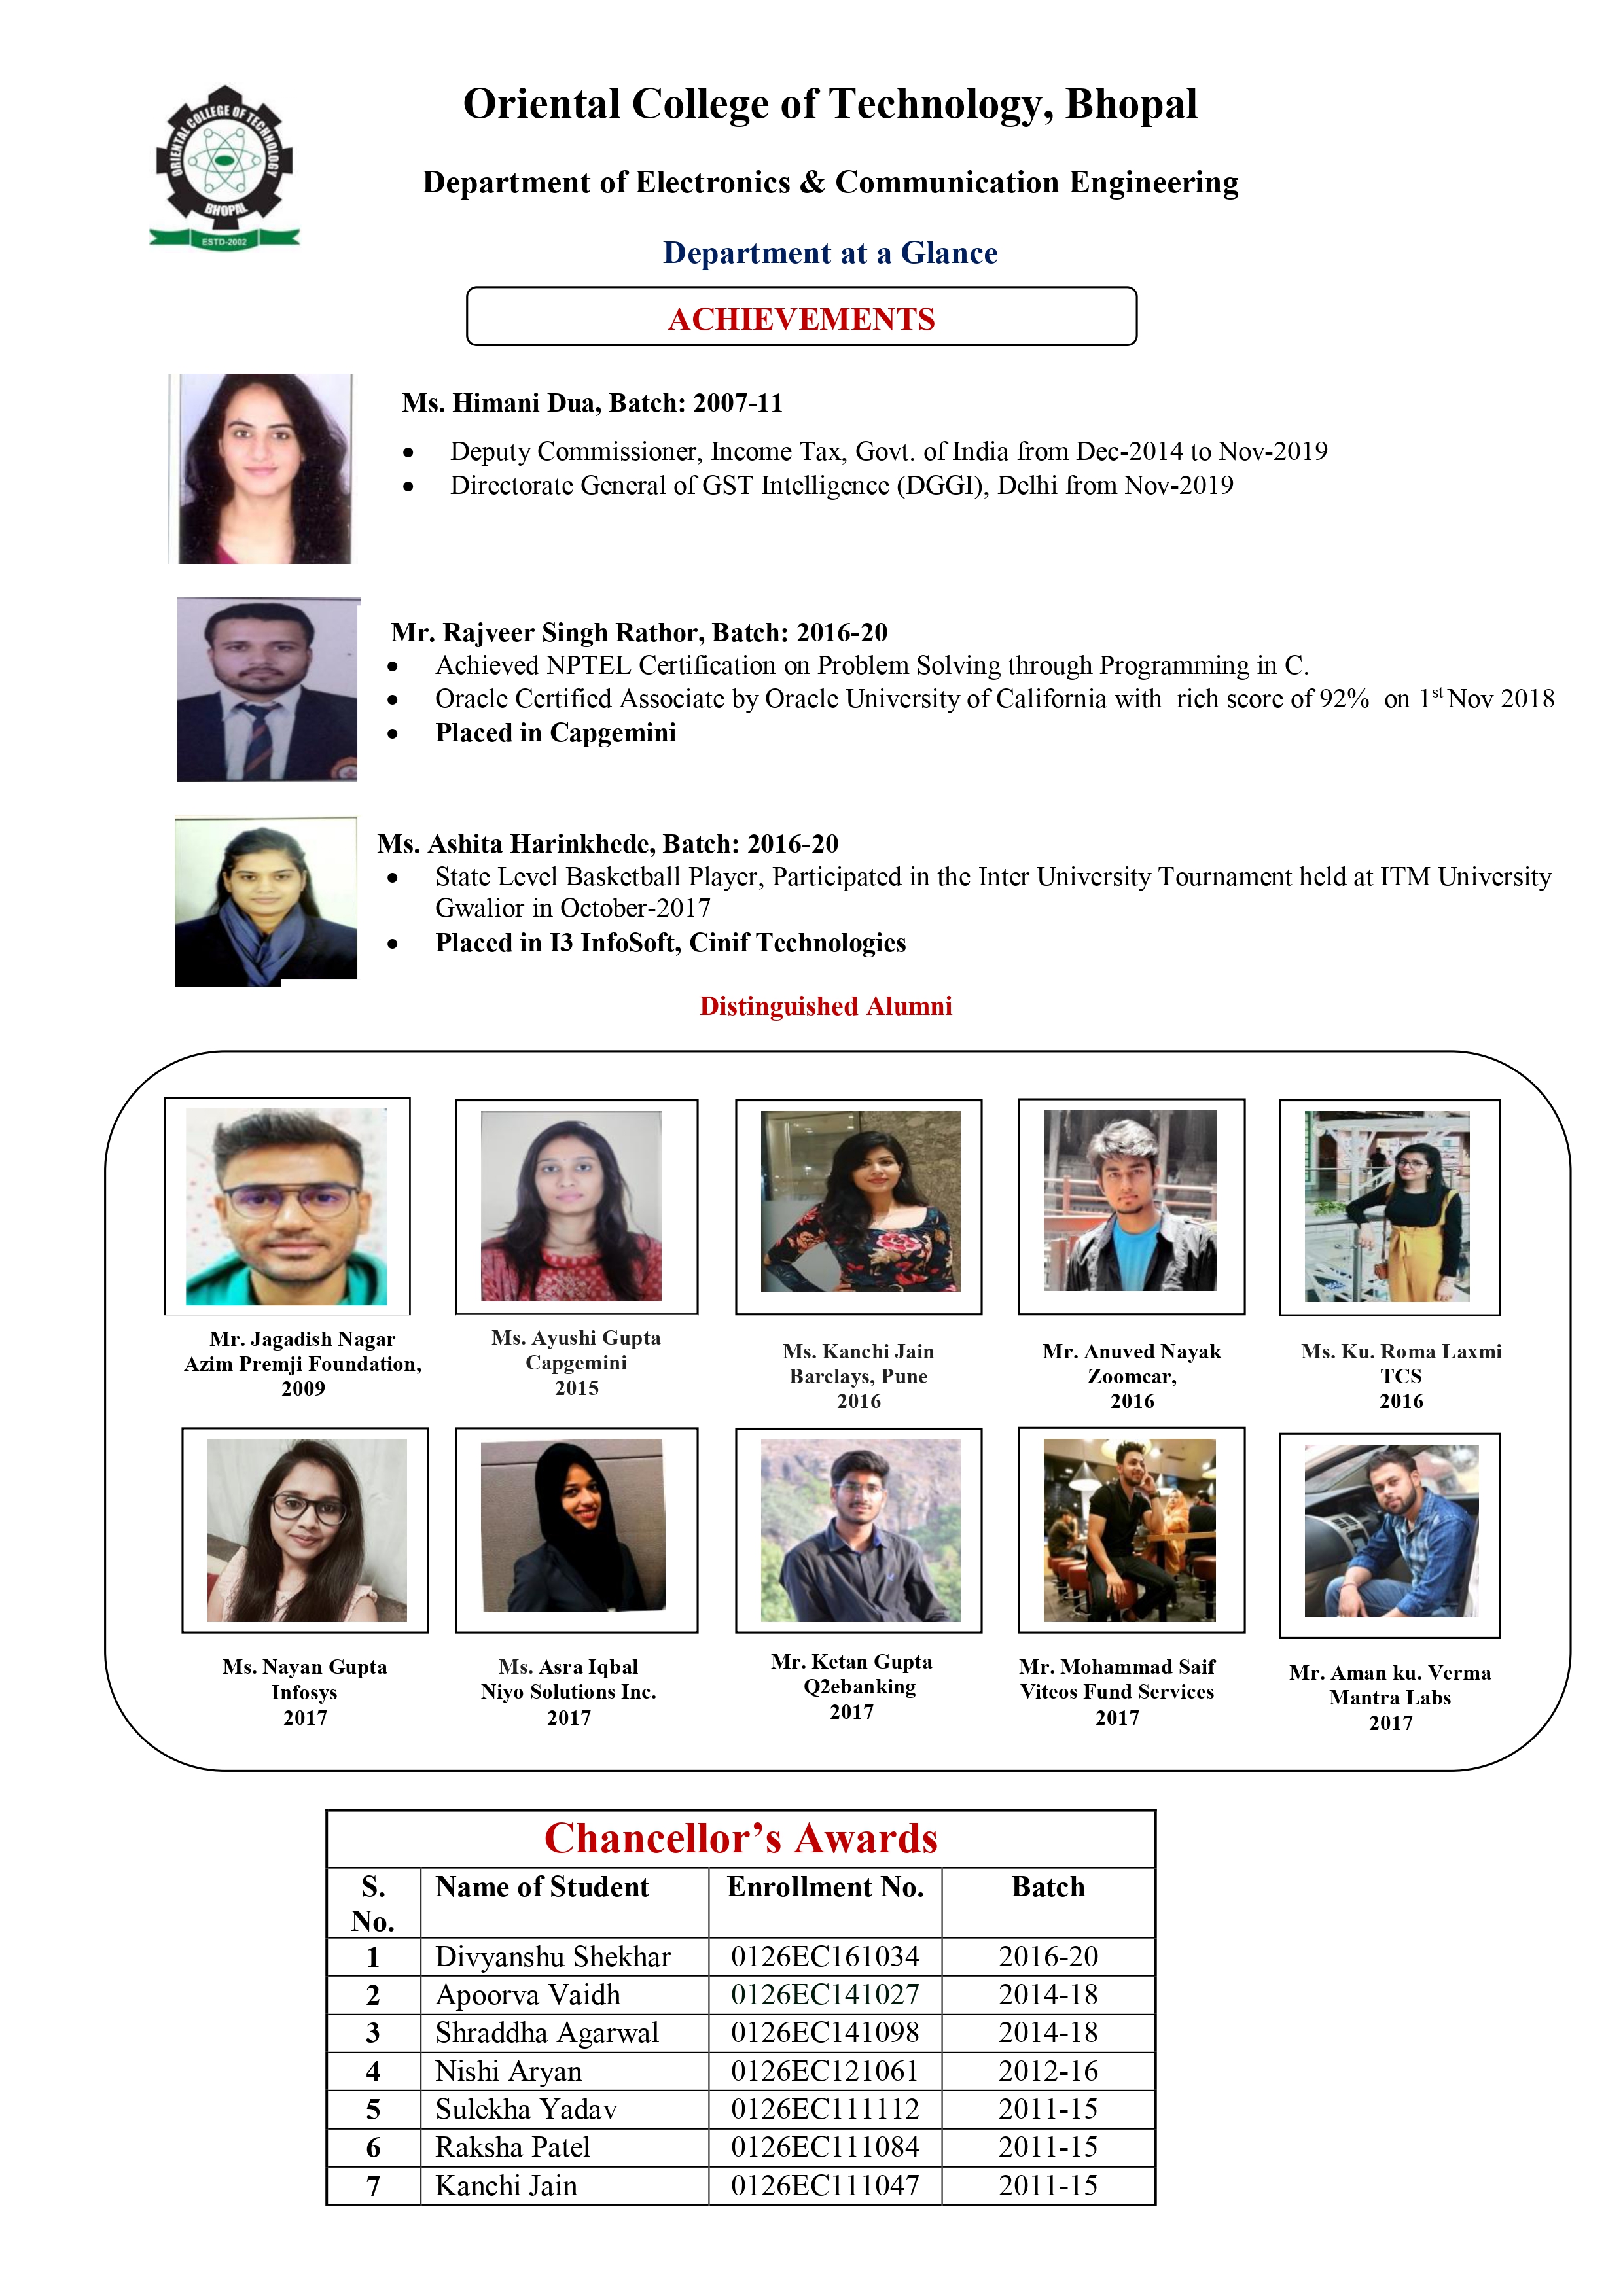 ORIENTAL COLLEGE OF TECHNOLOGY
BHOPAL
ESTD-2002
Oriental College of Technology, Bhopal
Department of Electronics & Communication Engineering
Department at a Glance
ACHIEVEMENTS
Ms. Himani Dua, Batch: 2007-11
• Deputy Commissioner, Income Tax, Govt. of India from Dec-2014 to Nov-2019
• Directorate General of GST Intelligence (DGGI), Delhi from Nov-2019
Mr. Rajveer Singh Rathor, Batch: 2016-20
• Achieved NPTEL Certification on Problem Solving through Programming in C.
• Oracle Certified Associate by Oracle University of California with rich score of 92% on 1st Nov 2018
• Placed in Capgemini
Ms. Ashita Harinkhede, Batch: 2016-20
• State Level Basketball Player, Participated in the Inter University Tournament held at ITM University
Gwalior in October-2017
• Placed in I3 InfoSoft, Cinif Technologies
Distinguished Alumni
Mr. Jagadish Nagar
Azim Premji Foundation,
2009
Ms. Ayushi Gupta
Capgemini
2015
Ms. Kanchi Jain
Barclays, Pune
2016
Mr. Anuved Nayak
Zoomcar,
2016
Ms. Ku. Roma Laxmi
TCS
2016
Ms. Nayan Gupta
Infosys
2017
Ms. Asra Iqbal
Niyo Solutions Inc.
2017
Mr. Ketan Gupta
Q2ebanking
2017
Mr. Mohammad Saif
Viteos Fund Services
2017
Mr. Aman ku. Verma
Mantra Labs
2017
Chancellor’s Awards
S. No. Name of Student Enrollment No. Batch
1 Divyanshu Shekhar 0126EC161034 2016-20
2 Apoorva Vaidh 0126EC141027 2014-18
3 Shraddha Agarwal 0126EC141098 2014-18
4 Nishi Aryan 0126EC121061 2012-16
5 Sulekha Yadav 0126EC111112 2011-15
6 Raksha Patel 0126EC111084 2011-15
7 Kanchi Jain 0126EC111047 2011-15